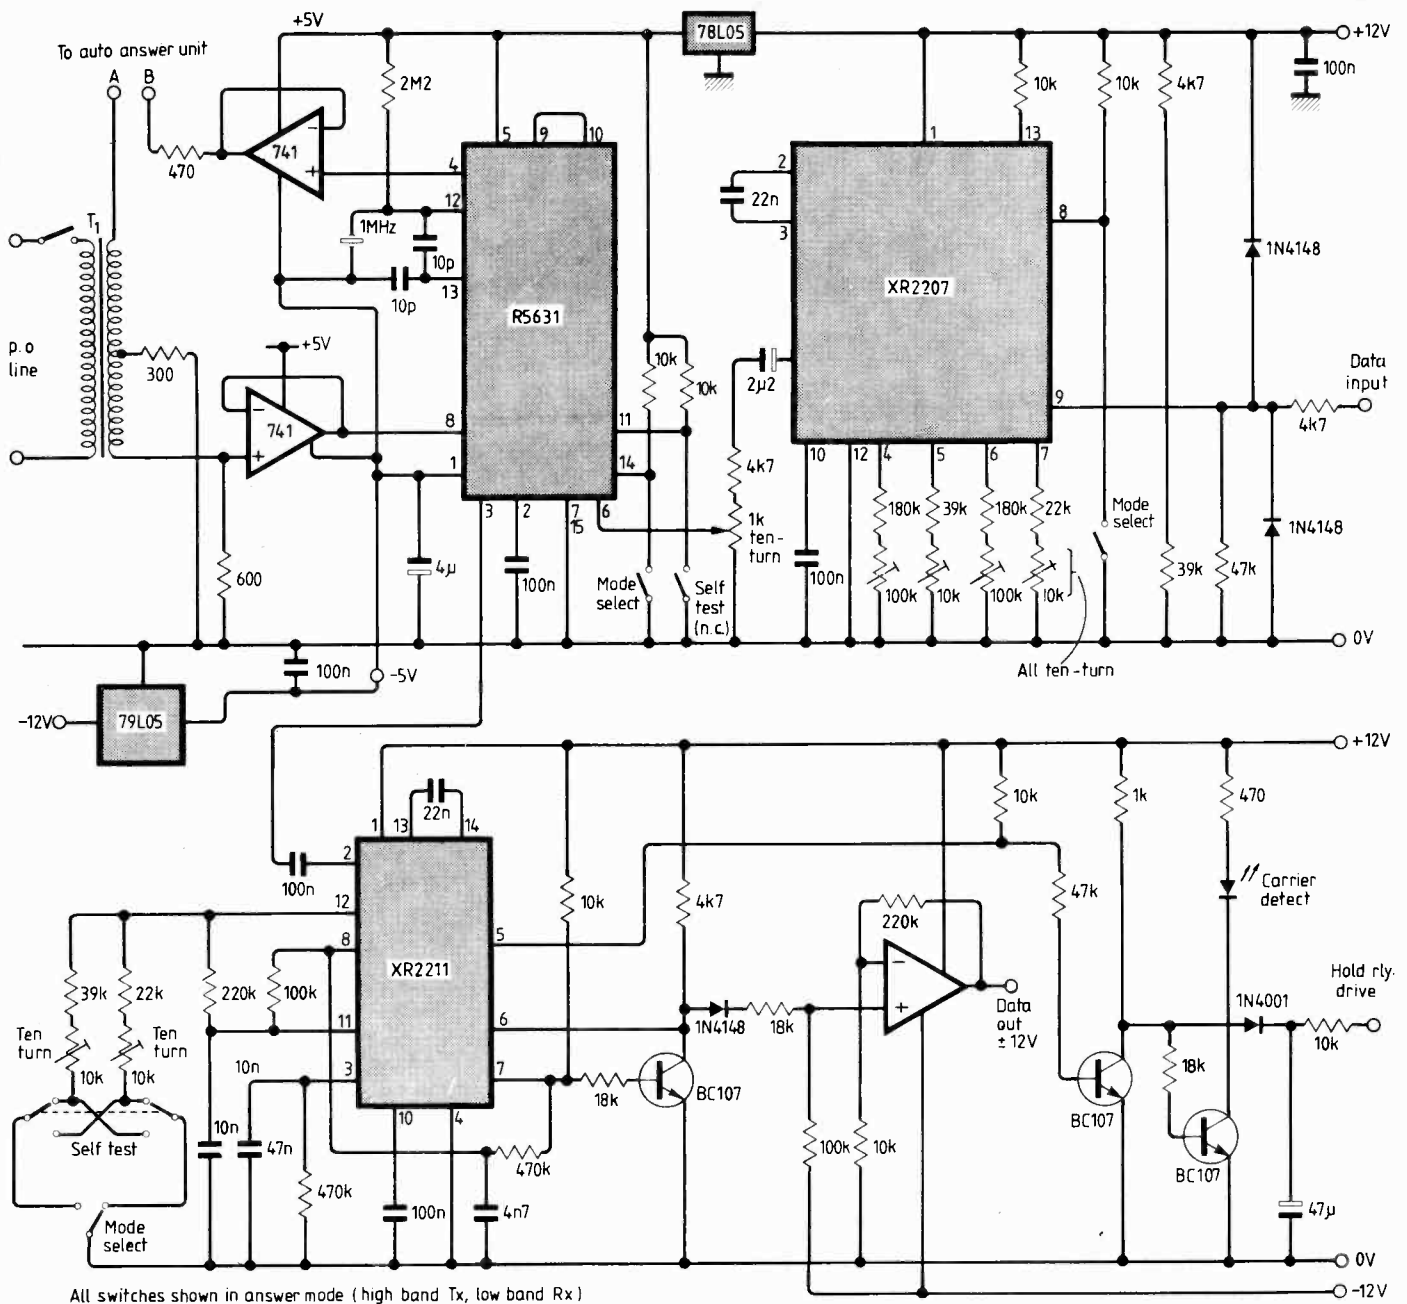 To auto answer unit
A B
+5V
78L05
+12V
100n
2M2
10k
10k
4k7
470
741
5 9 10
1 13
4
12
13
1MHz
10p
10p
R5631
2
22n
3
XR2207
8
1N4148
T1
p.o
line
300
+5V
741
8
1
10k
10k
11
14
2µ2
9
Data
input
4k7
3 2 7 6
15
10 12 4 5 6 7
4k7
1k
ten-
turn
180k 39k 180k 22k
Mode
select
1N4148
600
4µ
100n
Mode
select
Self
test
(n.c.)
100n
100k 10k 100k 10k
39k
47k
0V
100n
-5V
All ten-turn
-12V
79L05
+12V
1 13 14
22n
10k
1k
470
2
100n
12
8
10k
4k7
220k
47k
Carrier
detect
39k
22k
220k
100k
XR2211
5
11
6
1N4148
18k
-
+
Data
out
± 12V
1N4001
Hold rly.
drive
10k
Ten
turn
10k
Ten
turn
10k
10n
3
7
18k
BC107
BC107
18k
10 4
Self test
10n
47n
470k
470k
100k
10k
BC107
Mode
select
100n
4n7
47µ
0V
-12V
All switches shown in answer mode (high band Tx, low band Rx)